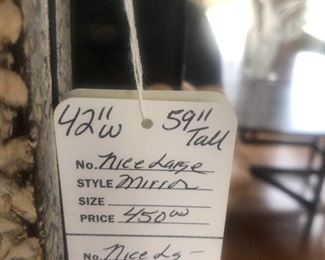 42"w 59" Tall
No. Nice Large
STYLE Mirror
SIZE
PRICE 450 00
No. Nice Lg-